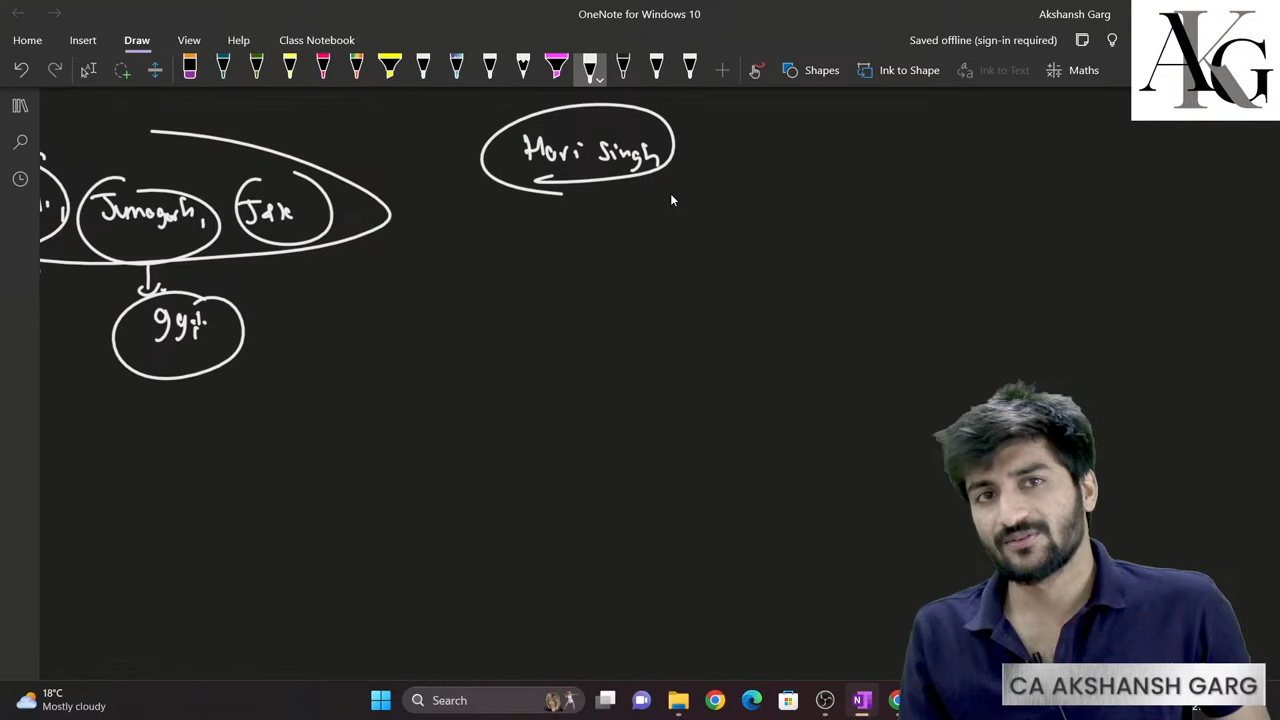 OneNote for Windows 10
Akshansh Garg
Home Insert Draw View Help Class Notebook
Saved offline (sign-in required)
Shapes
Ink to Shape
Ink to Text
Maths
AKG
Hari Singh
Junagarh, J&K
99%
CA AKSHANSH GARG
18°C
Mostly cloudy
Search